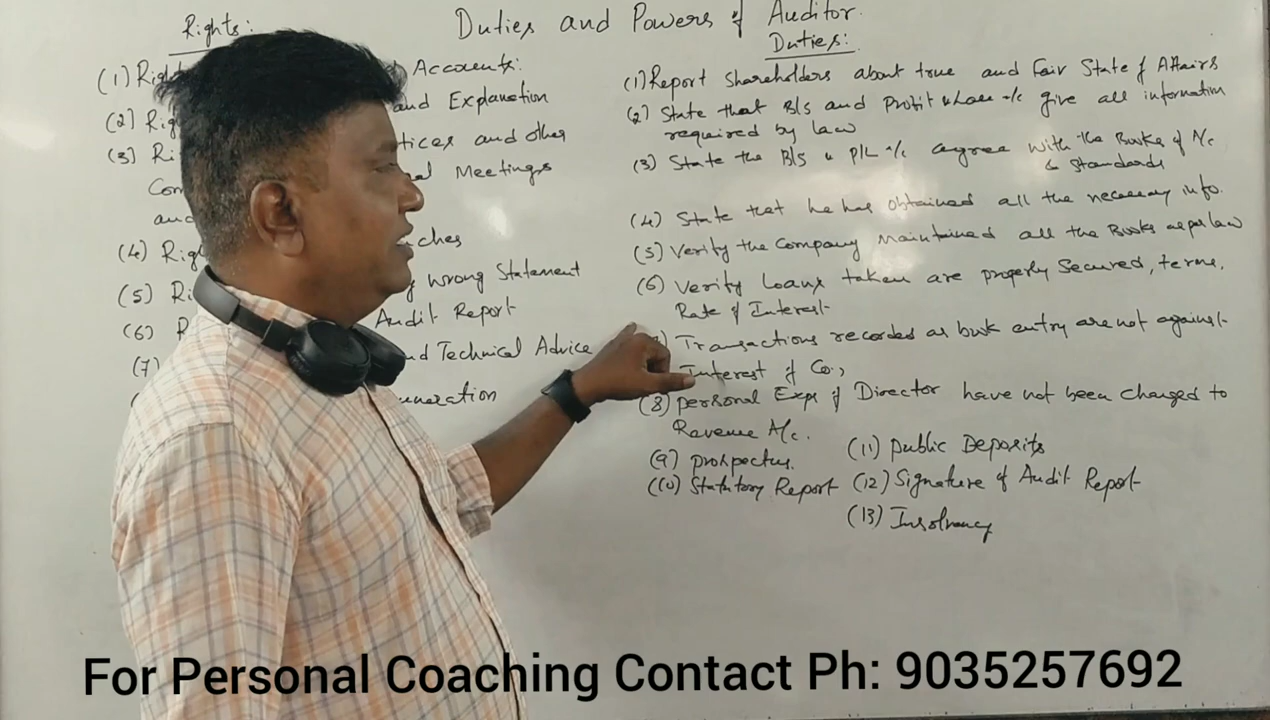 Duties and Powers of Auditor.
Rights:
(1) Right Accounts:
(2) Rig and Explanation
(3) Ri tices and other
Com al Meetings
and
(4) Rig ches
(5) Ri g wrong Statement
(6) R Audit Report
(7) nd Technical Advice
uneration
Duties:
(1) Report shareholders about true and Fair State of Affairs
(2) State that B/s and Profit & Loss a/c give all information
required by law
(3) State the B/s & P/L a/c agree with the Books of A/c
& Standards
(4) State that he has obtained all the necessary info.
(5) Verify the Company Maintained all the Books as per law
(6) Verify Loans taken are properly Secured, terms,
Rate of Interest
) Transactions recorded as book entry are not against
Interest of Co.,
(8) personal Exps of Director have not been charged to
Revenue A/c.
(9) prospectus.
(10) Statutory Report
(11) public Deposits
(12) Signature of Audit Report
(13) Insolvency
For Personal Coaching Contact Ph: 9035257692